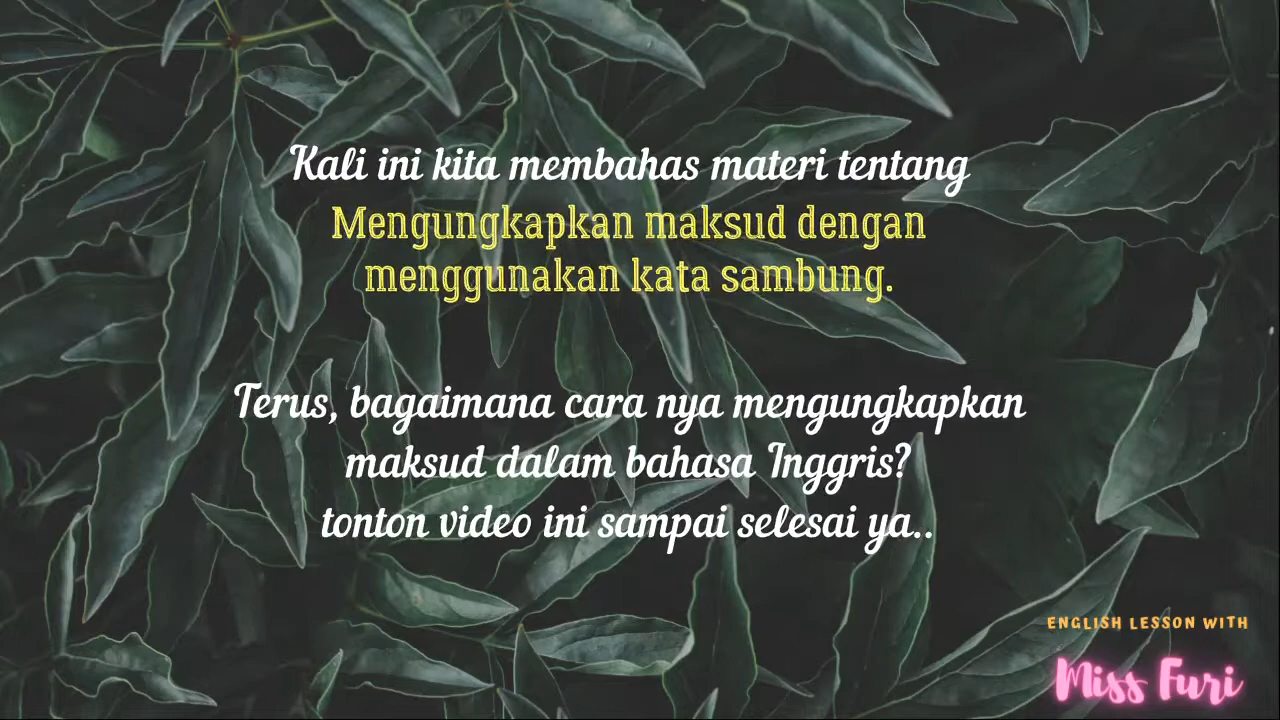 Kali ini kita membahas materi tentang
Mengungkapkan maksud dengan
menggunakan kata sambung.
Terus, bagaimana cara nya mengungkapkan
maksud dalam bahasa Inggris?
tonton video ini sampai selesai ya..
ENGLISH LESSON WITH
Miss Furi